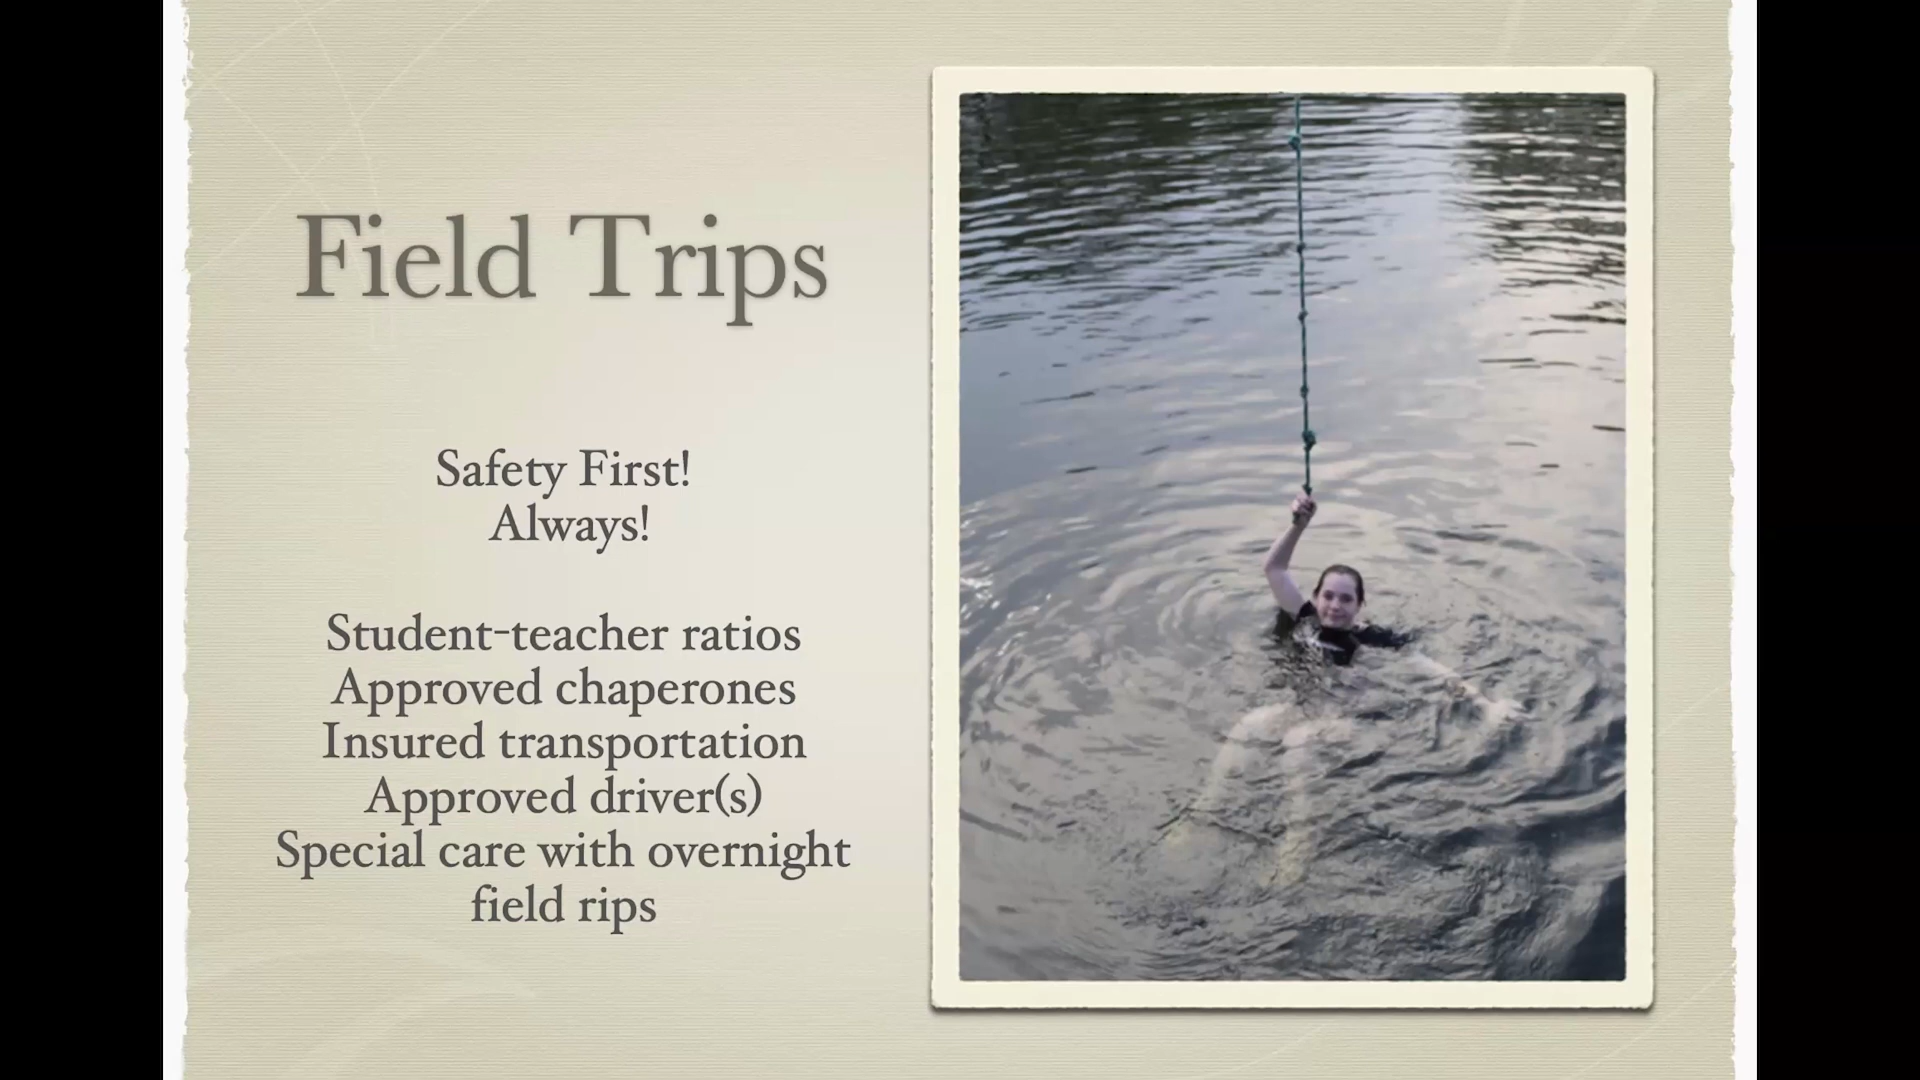 Field Trips
Safety First!
Always!
Student-teacher ratios
Approved chaperones
Insured transportation
Approved driver(s)
Special care with overnight
field rips